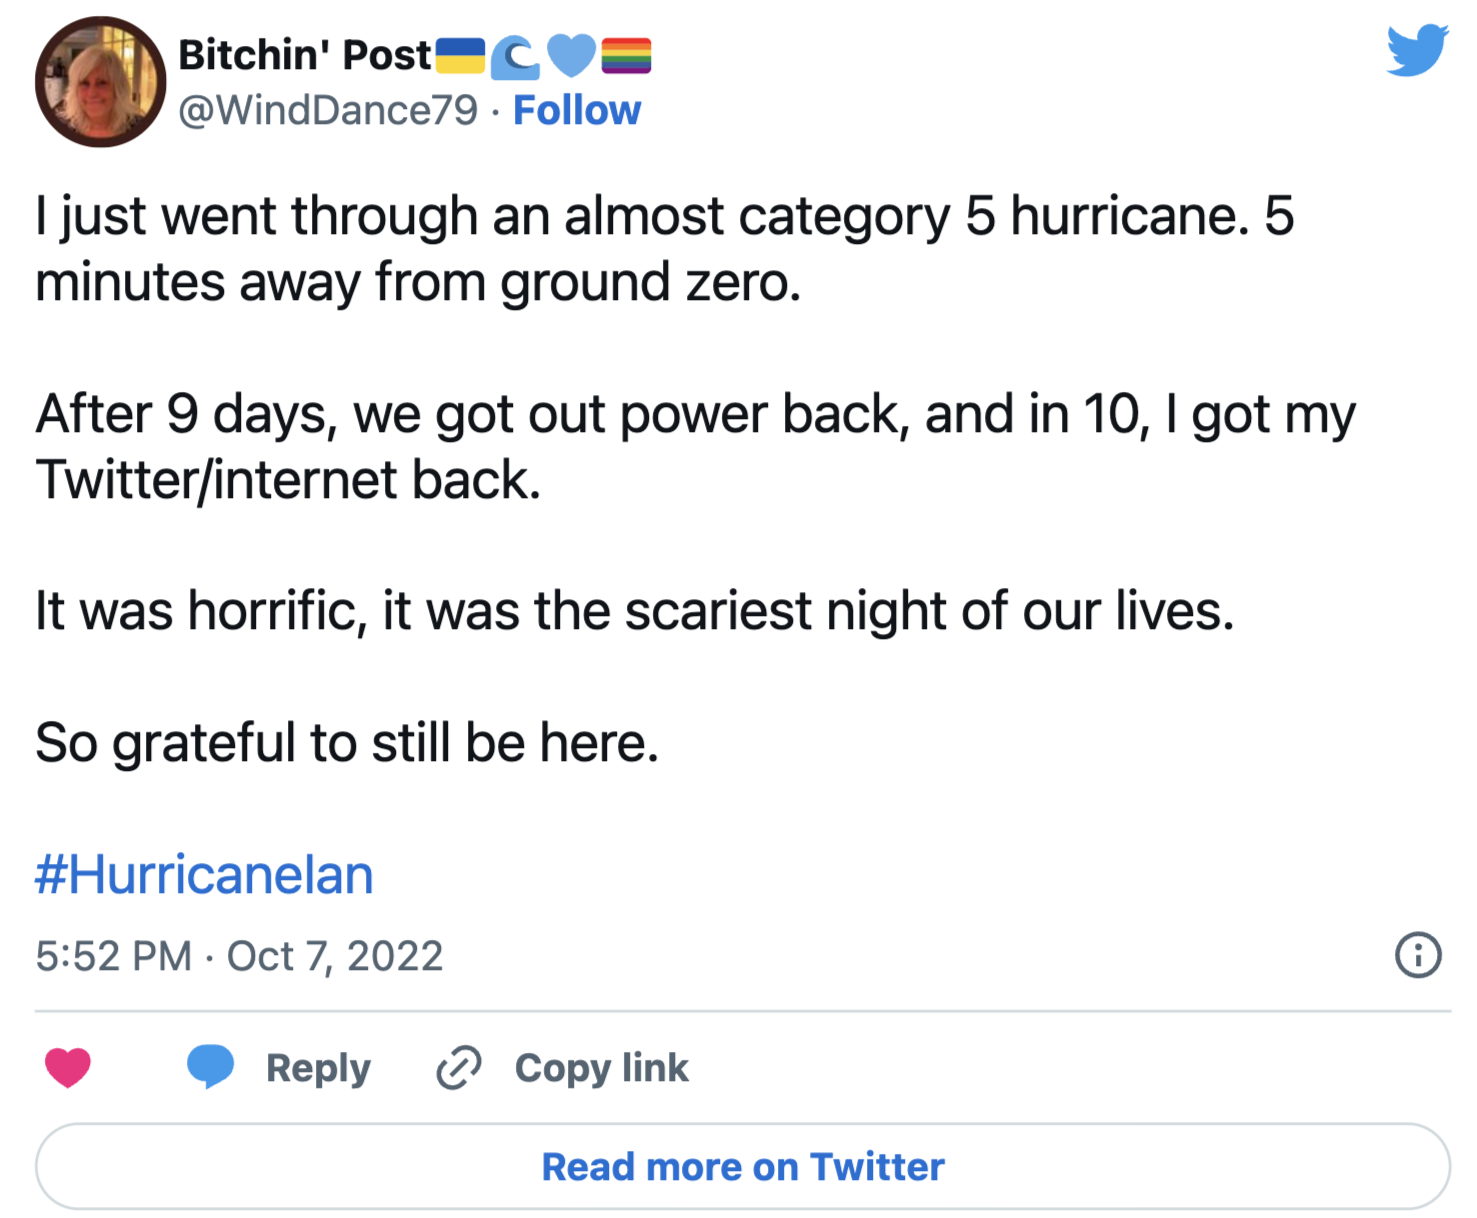 Bitchin' Post🇺🇦🌊💙🏳️‍🌈
@WindDance79 · Follow
I just went through an almost category 5 hurricane. 5
minutes away from ground zero.
After 9 days, we got out power back, and in 10, I got my
Twitter/internet back.
It was horrific, it was the scariest night of our lives.
So grateful to still be here.
#HurricaneIan
5:52 PM · Oct 7, 2022
Reply Copy link
Read more on Twitter